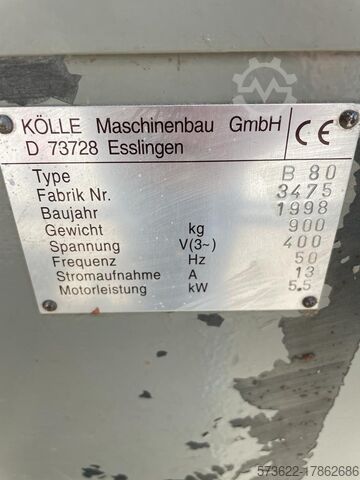 KÖLLE Maschinenbau GmbH
D 73728 Esslingen
CE
Type B 80
Fabrik Nr. 3475
Baujahr 1998
Gewicht kg 900
Spannung V(3~) 400
Frequenz Hz 50
Stromaufnahme A 13
Motorleistung kW 5.5
573622-17862686